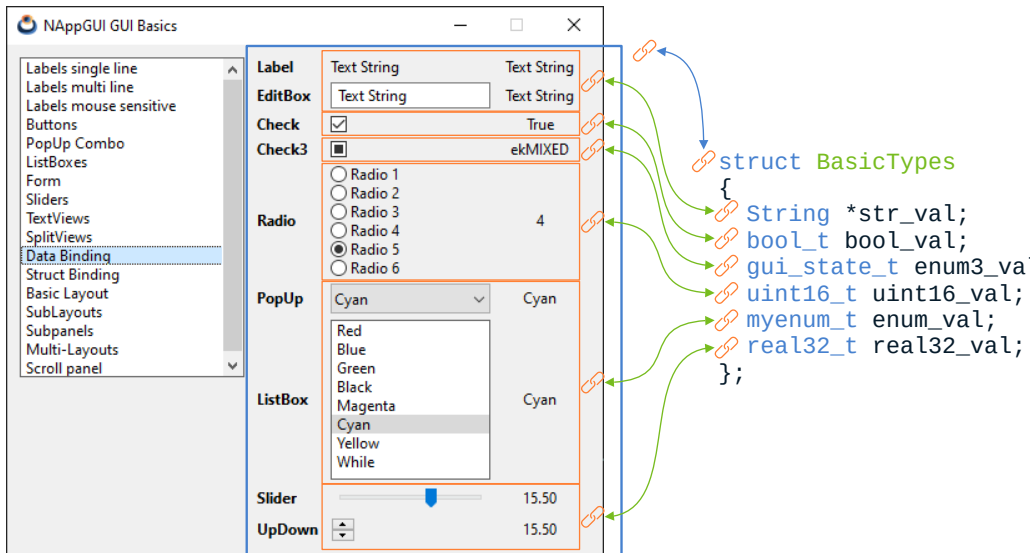 NAppGUI GUI Basics
Labels single line
Labels multi line
Labels mouse sensitive
Buttons
PopUp Combo
ListBoxes
Form
Sliders
TextViews
SplitViews
Data Binding
Struct Binding
Basic Layout
SubLayouts
Subpanels
Multi-Layouts
Scroll panel
Label Text String Text String
EditBox Text String Text String
Check True
Check3 ekMIXED
Radio 1
Radio 2
Radio 3
Radio Radio 4 4
Radio 5
Radio 6
PopUp Cyan Cyan
Red
Blue
Green
Black
ListBox Magenta Cyan
Cyan
Yellow
While
Slider 15.50
UpDown 15.50
struct BasicTypes
{
String *str_val;
bool_t bool_val;
gui_state_t enum3_val
uint16_t uint16_val;
myenum_t enum_val;
real32_t real32_val;
};